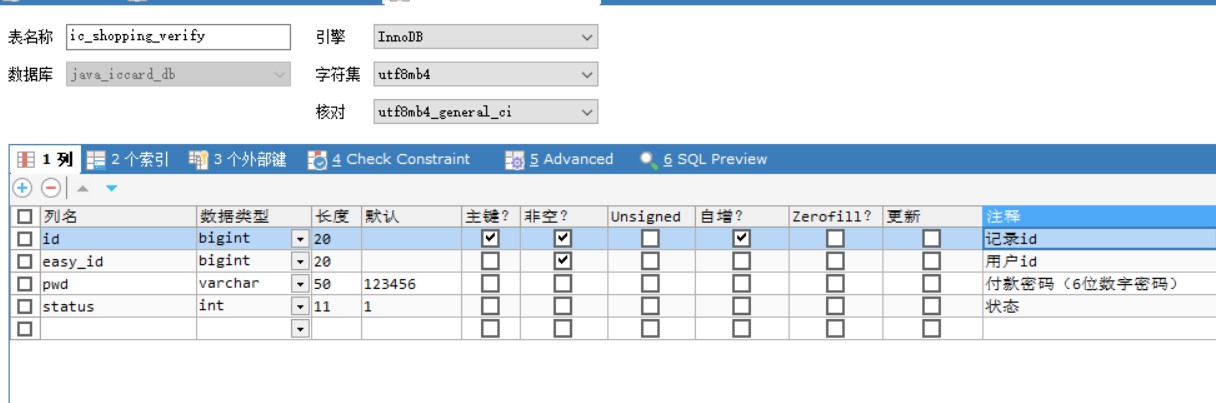 表名称 ic_shopping_verify 引擎 InnoDB
数据库 java_iccard_db 字符集 utf8mb4
核对 utf8mb4_general_ci
1 列 2 个索引 3 个外部键 4 Check Constraint 5 Advanced 6 SQL Preview
列名 数据类型 长度 默认 主键? 非空? Unsigned 自增? Zerofill? 更新 注释
id bigint 20 记录id
easy_id bigint 20 用户id
pwd varchar 50 123456 付款密码（6位数字密码）
status int 11 1 状态